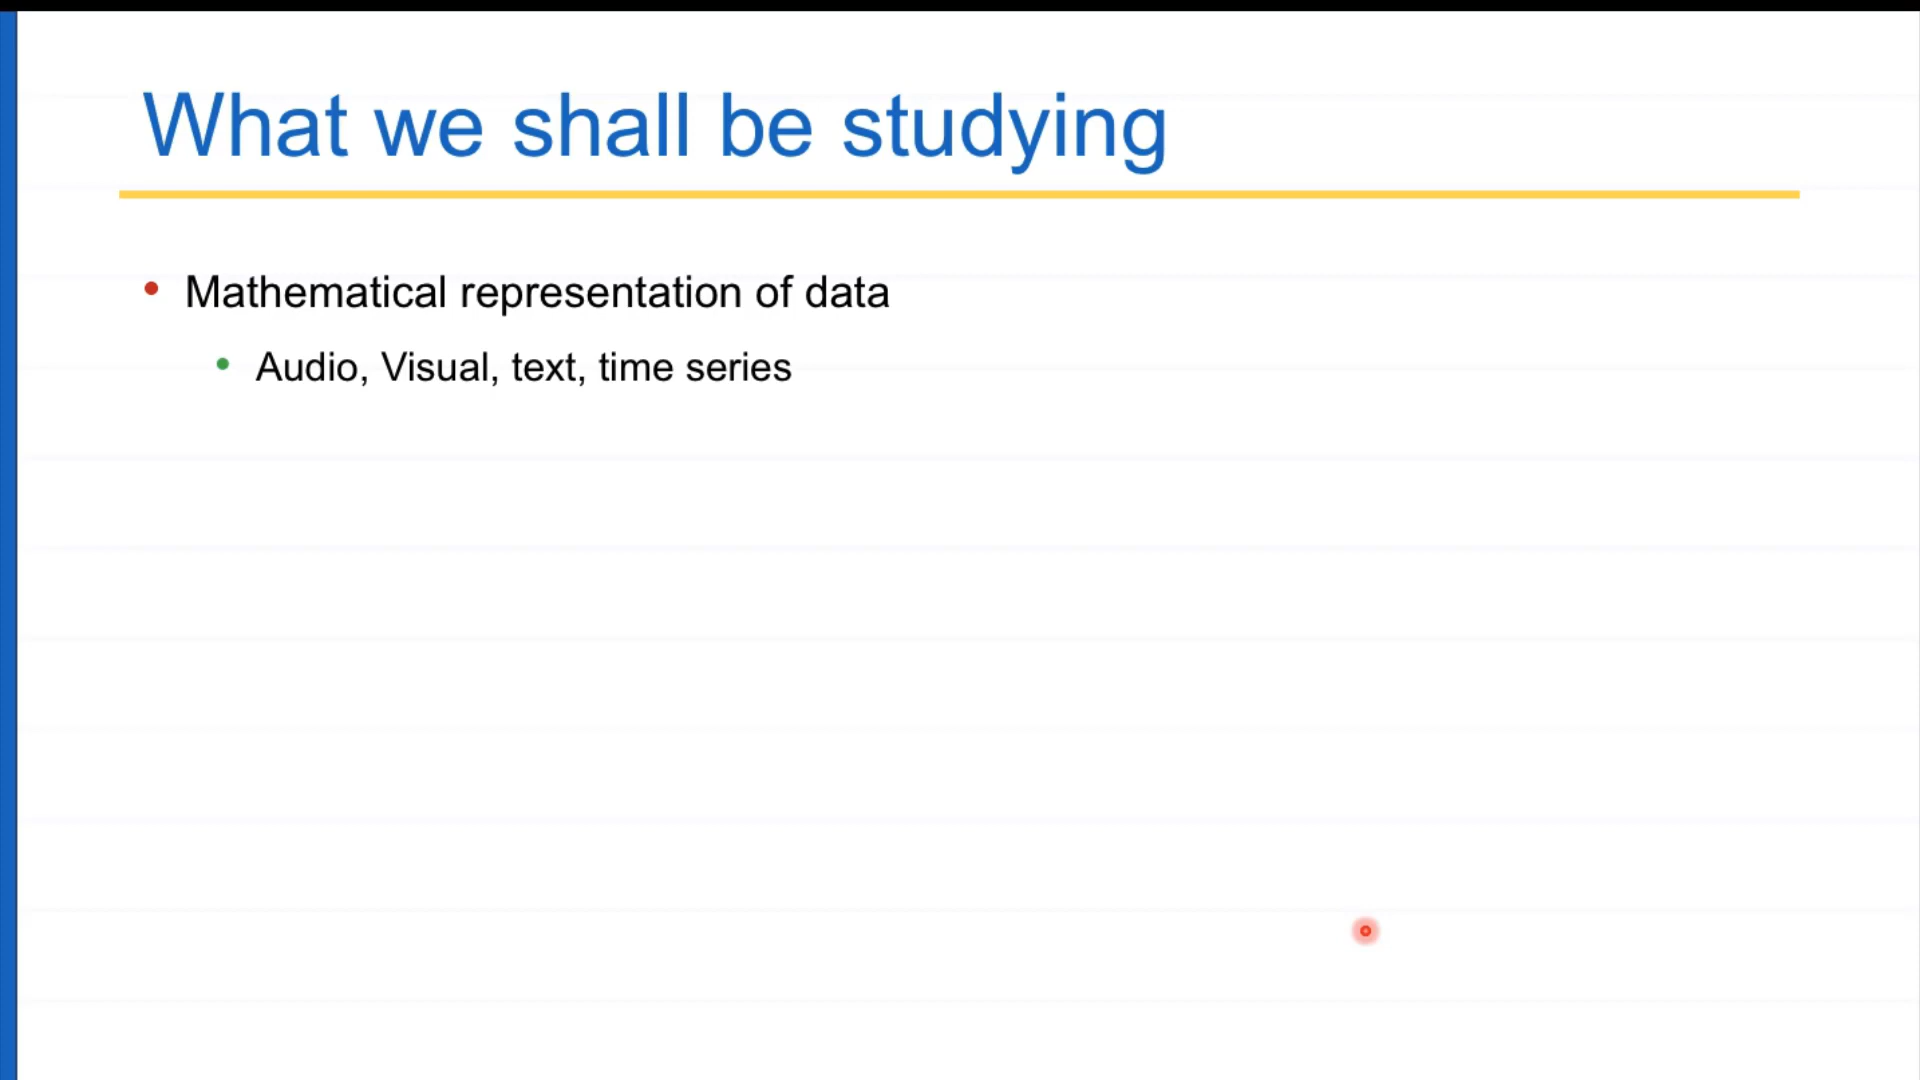 What we shall be studying
Mathematical representation of data
Audio, Visual, text, time series